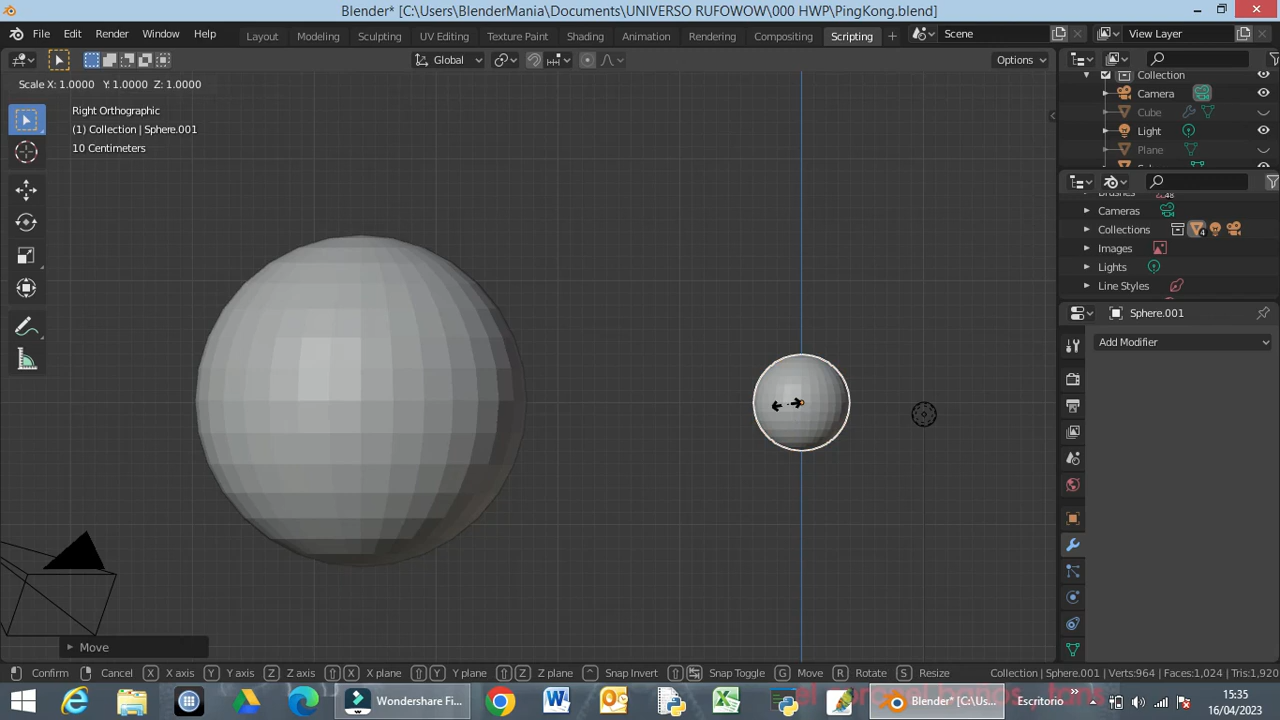 Blender* [C:\Users\BlenderMania\Documents\UNIVERSO RUFOWOW\000 HWP\PingKong.blend]
File Edit Render Window Help Layout Modeling Sculpting UV Editing Texture Paint Shading Animation Rendering Compositing Scripting + Scene View Layer
Global Options
Scale X: 1.0000 Y: 1.0000 Z: 1.0000
Right Orthographic
(1) Collection | Sphere.001
10 Centimeters
Collection
Camera
Cube
Light
Plane
Cameras
Collections 4
Images
Lights
Line Styles
Sphere.001
Add Modifier
Move
Confirm Cancel X X axis Y Y axis Z Z axis X X plane Y Y plane Z Z plane Snap Invert Snap Toggle G Move R Rotate S Resize Collection | Sphere.001 | Verts:964 | Faces:1,024 | Tris:1,920
Wondershare Fi... Blender* [C:\Us... Escritorio 15:35
16/04/2023